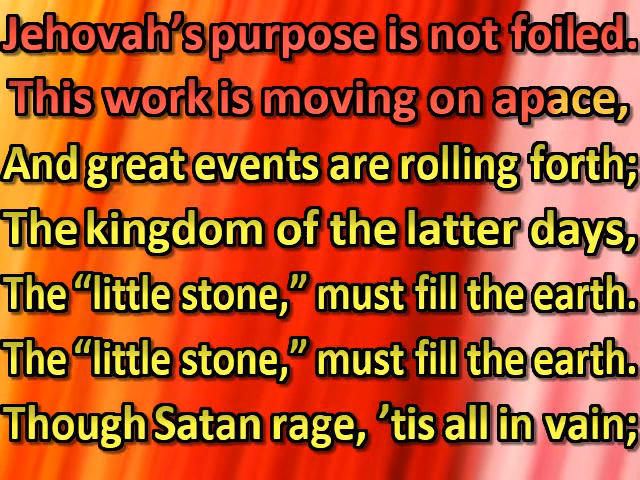 Jehovah’s purpose is not foiled.
This work is moving on apace,
And great events are rolling forth;
The kingdom of the latter days,
The “little stone,” must fill the earth.
The “little stone,” must fill the earth.
Though Satan rage, ’tis all in vain;